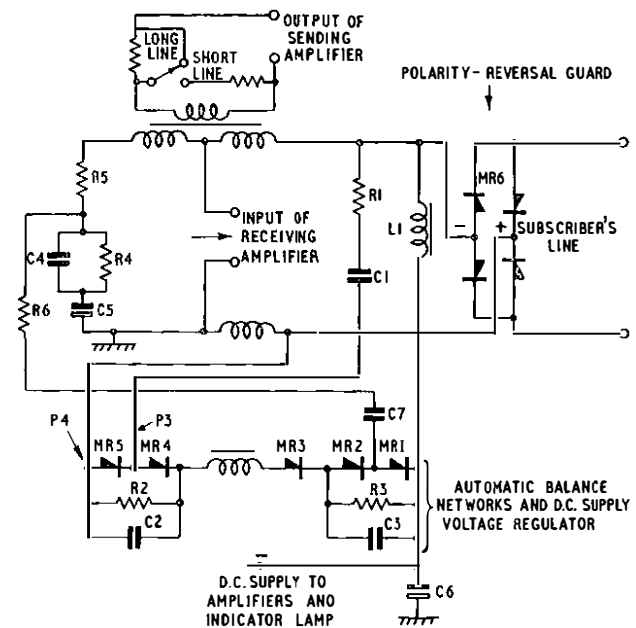 OUTPUT OF
SENDING
AMPLIFIER
LONG
LINE
SHORT
LINE
POLARITY-REVERSAL GUARD
R5
R1
MR6
L1
-
+
SUBSCRIBER'S
LINE
INPUT OF
RECEIVING
AMPLIFIER
C4
R4
C1
R6
C5
C7
P4
P3
MR5
MR4
MR3
MR2
MR1
R2
R3
C2
C3
AUTOMATIC BALANCE
NETWORKS AND D.C. SUPPLY
VOLTAGE REGULATOR
-
D.C. SUPPLY TO
AMPLIFIERS AND
INDICATOR LAMP
C6